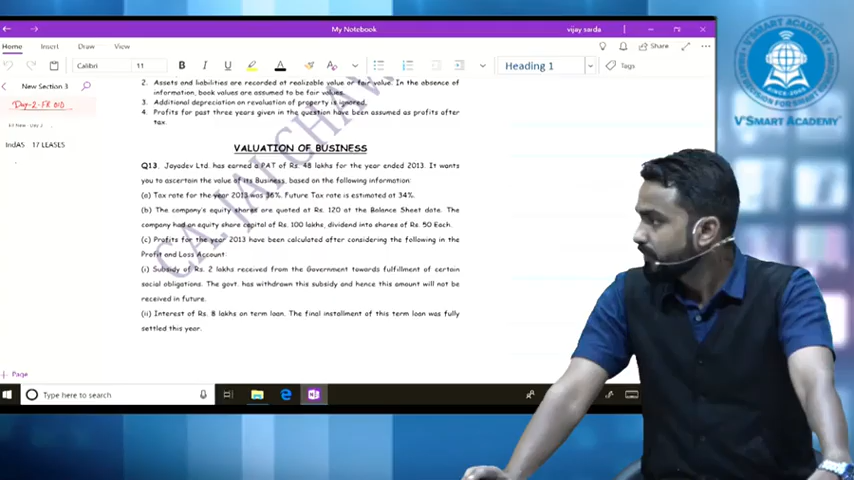 My Notebook
vijay sarda
Home Insert Draw View
Share
Calibri 11 B I U A Heading 1 Tags
New Section 3
Day-2-FR
IndAS 17 LEASES
2. Assets and liabilities are recorded at realizable value or fair value. In the absence of
information, book values are assumed to be fair values.
3. Additional depreciation on revaluation of property is ignored.
4. Profits for past three years given in the question have been assumed as profits after
tax.
VALUATION OF BUSINESS
Q13. Jayadev Ltd. has earned a PAT of Rs. 48 lakhs for the year ended 2013. It wants
you to ascertain the value of its Business, based on the following information:
(a) Tax rate for the year 2013 was 36%. Future Tax rate is estimated at 34%.
(b) The company's equity shares are quoted at Rs. 120 at the Balance Sheet date. The
company had an equity share capital of Rs. 100 lakhs, dividend into shares of Rs 50 Each.
(c) Profits for the year 2013 have been calculated after considering the following in the
Profit and Loss Account:
(i) Subsidy of Rs. 2 lakhs received from the Government towards fulfillment of certain
social obligations. The govt. has withdrawn this subsidy and hence this amount will not be
received in future.
(ii) Interest of Rs. 8 lakhs on term loan. The final installment of this term loan was fully
settled this year.
+ Page
Type here to search
V'SMART ACADEMY
SINCE-2005
V'Smart Academy